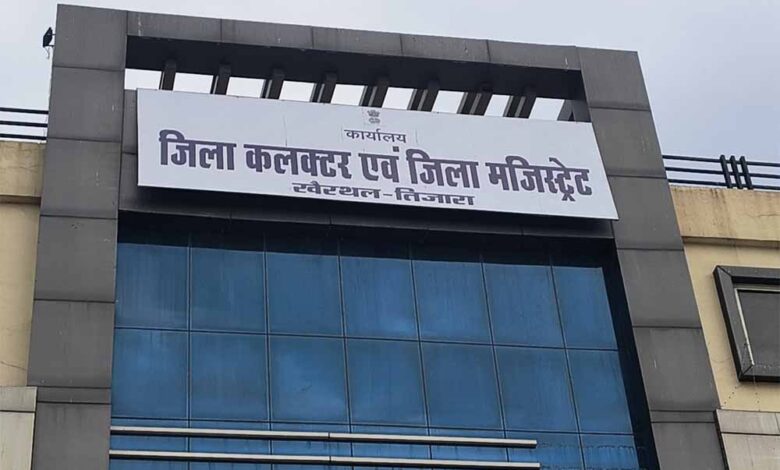 कार्यालय
जिला कलक्टर एवं जिला मजिस्ट्रेट
खैरथल-तिजारा